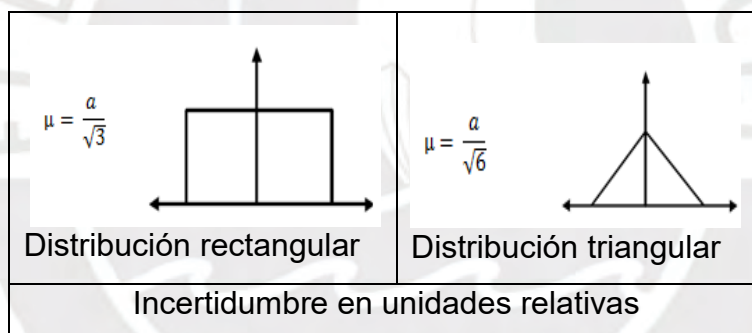 μ = a/√3
Distribución rectangular
μ = a/√6
Distribución triangular
Incertidumbre en unidades relativas